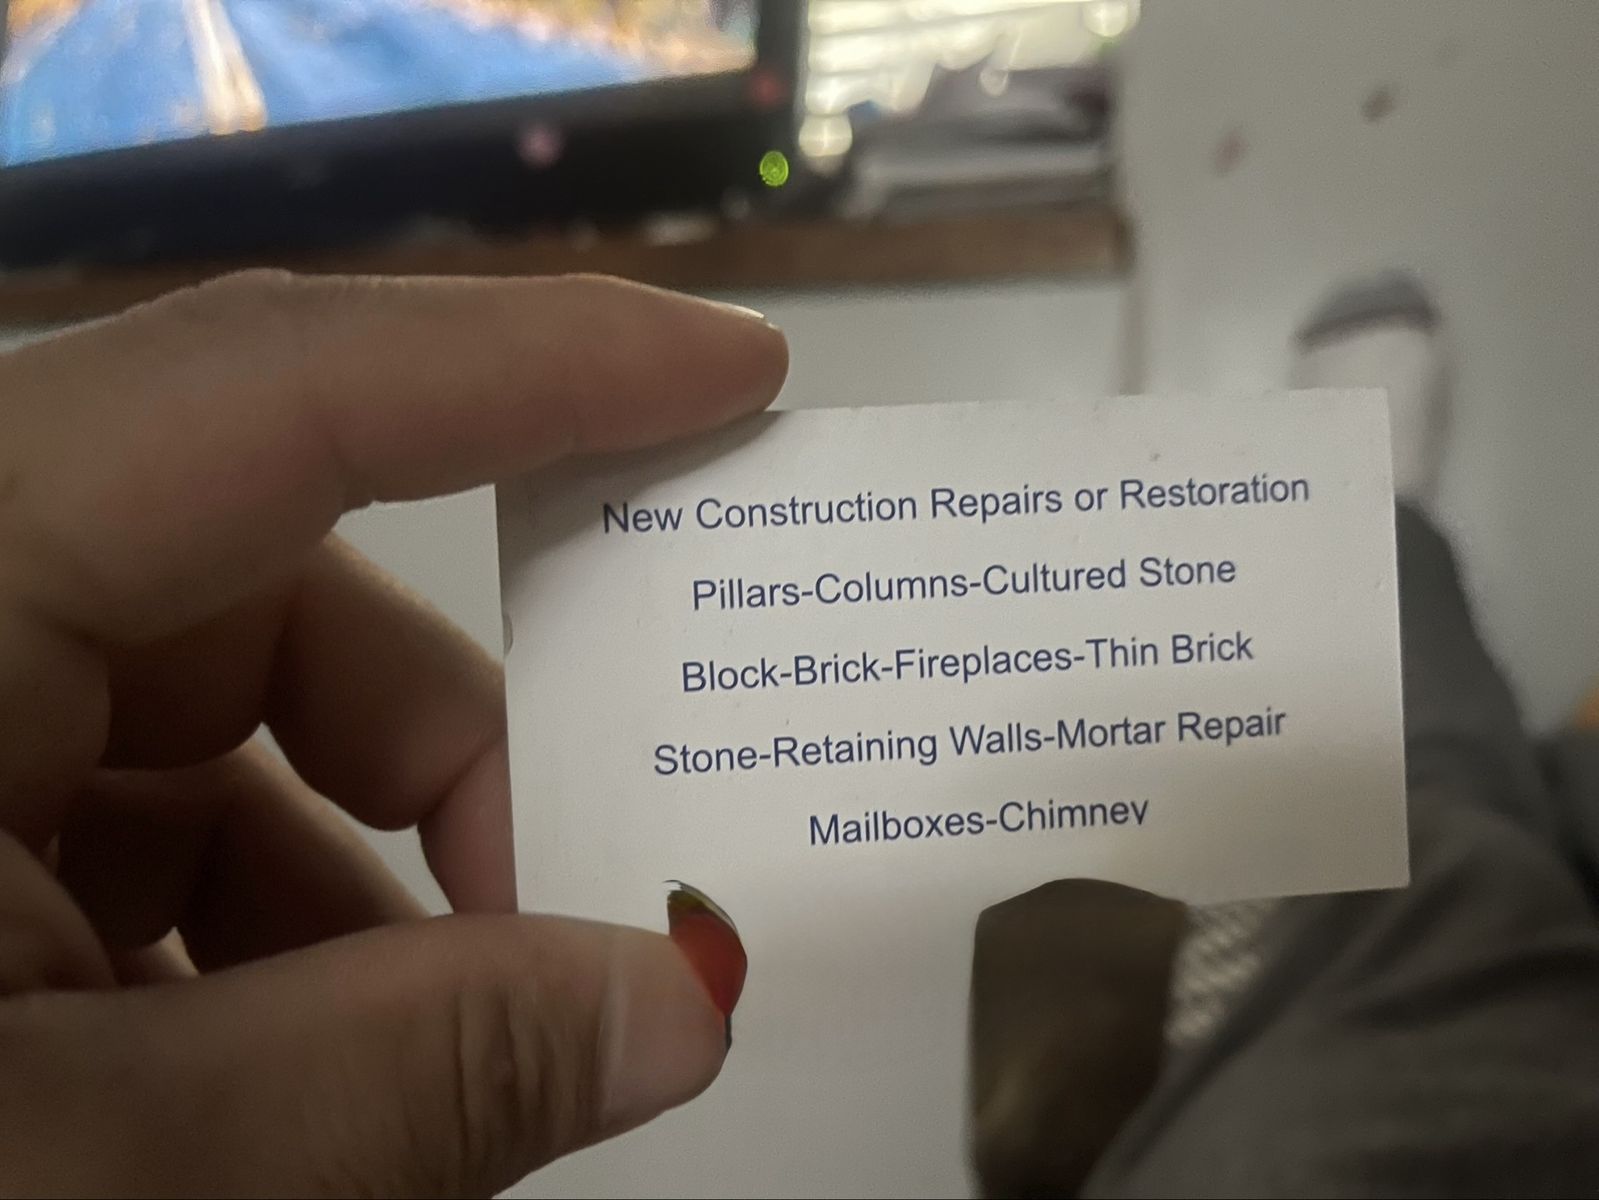 New Construction Repairs or Restoration
Pillars-Columns-Cultured Stone
Block-Brick-Fireplaces-Thin Brick
Stone-Retaining Walls-Mortar Repair
Mailboxes-Chimney